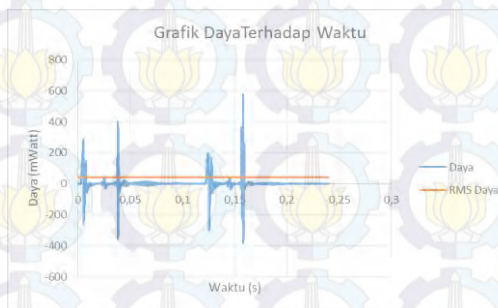 Grafik DayaTerhadap Waktu
800
600
400
200
0
-200
-400
-600
Daya (mWatt)
0 0,05 0,1 0,15 0,2 0,25 0,3
Waktu (s)
Daya
RMS Daya